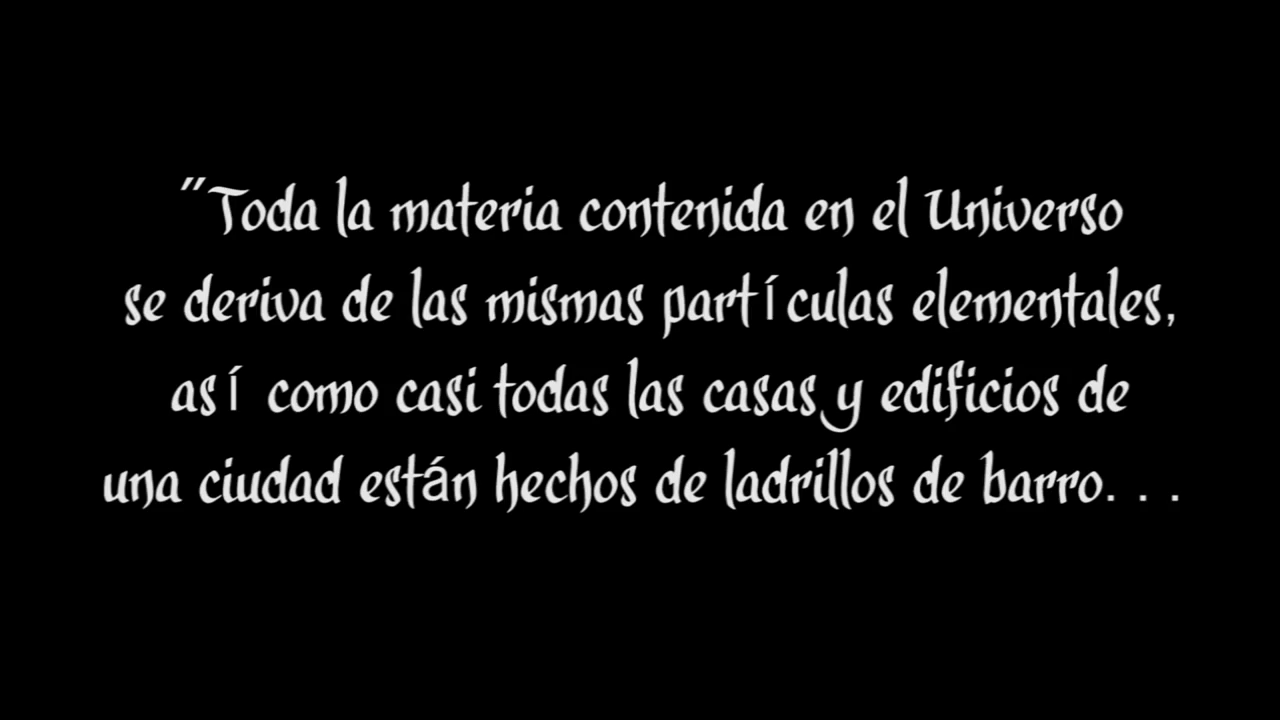 "Toda la materia contenida en el Universo
se deriva de las mismas partículas elementales,
así como casi todas las casas y edificios de
una ciudad están hechos de ladrillos de barro. . .